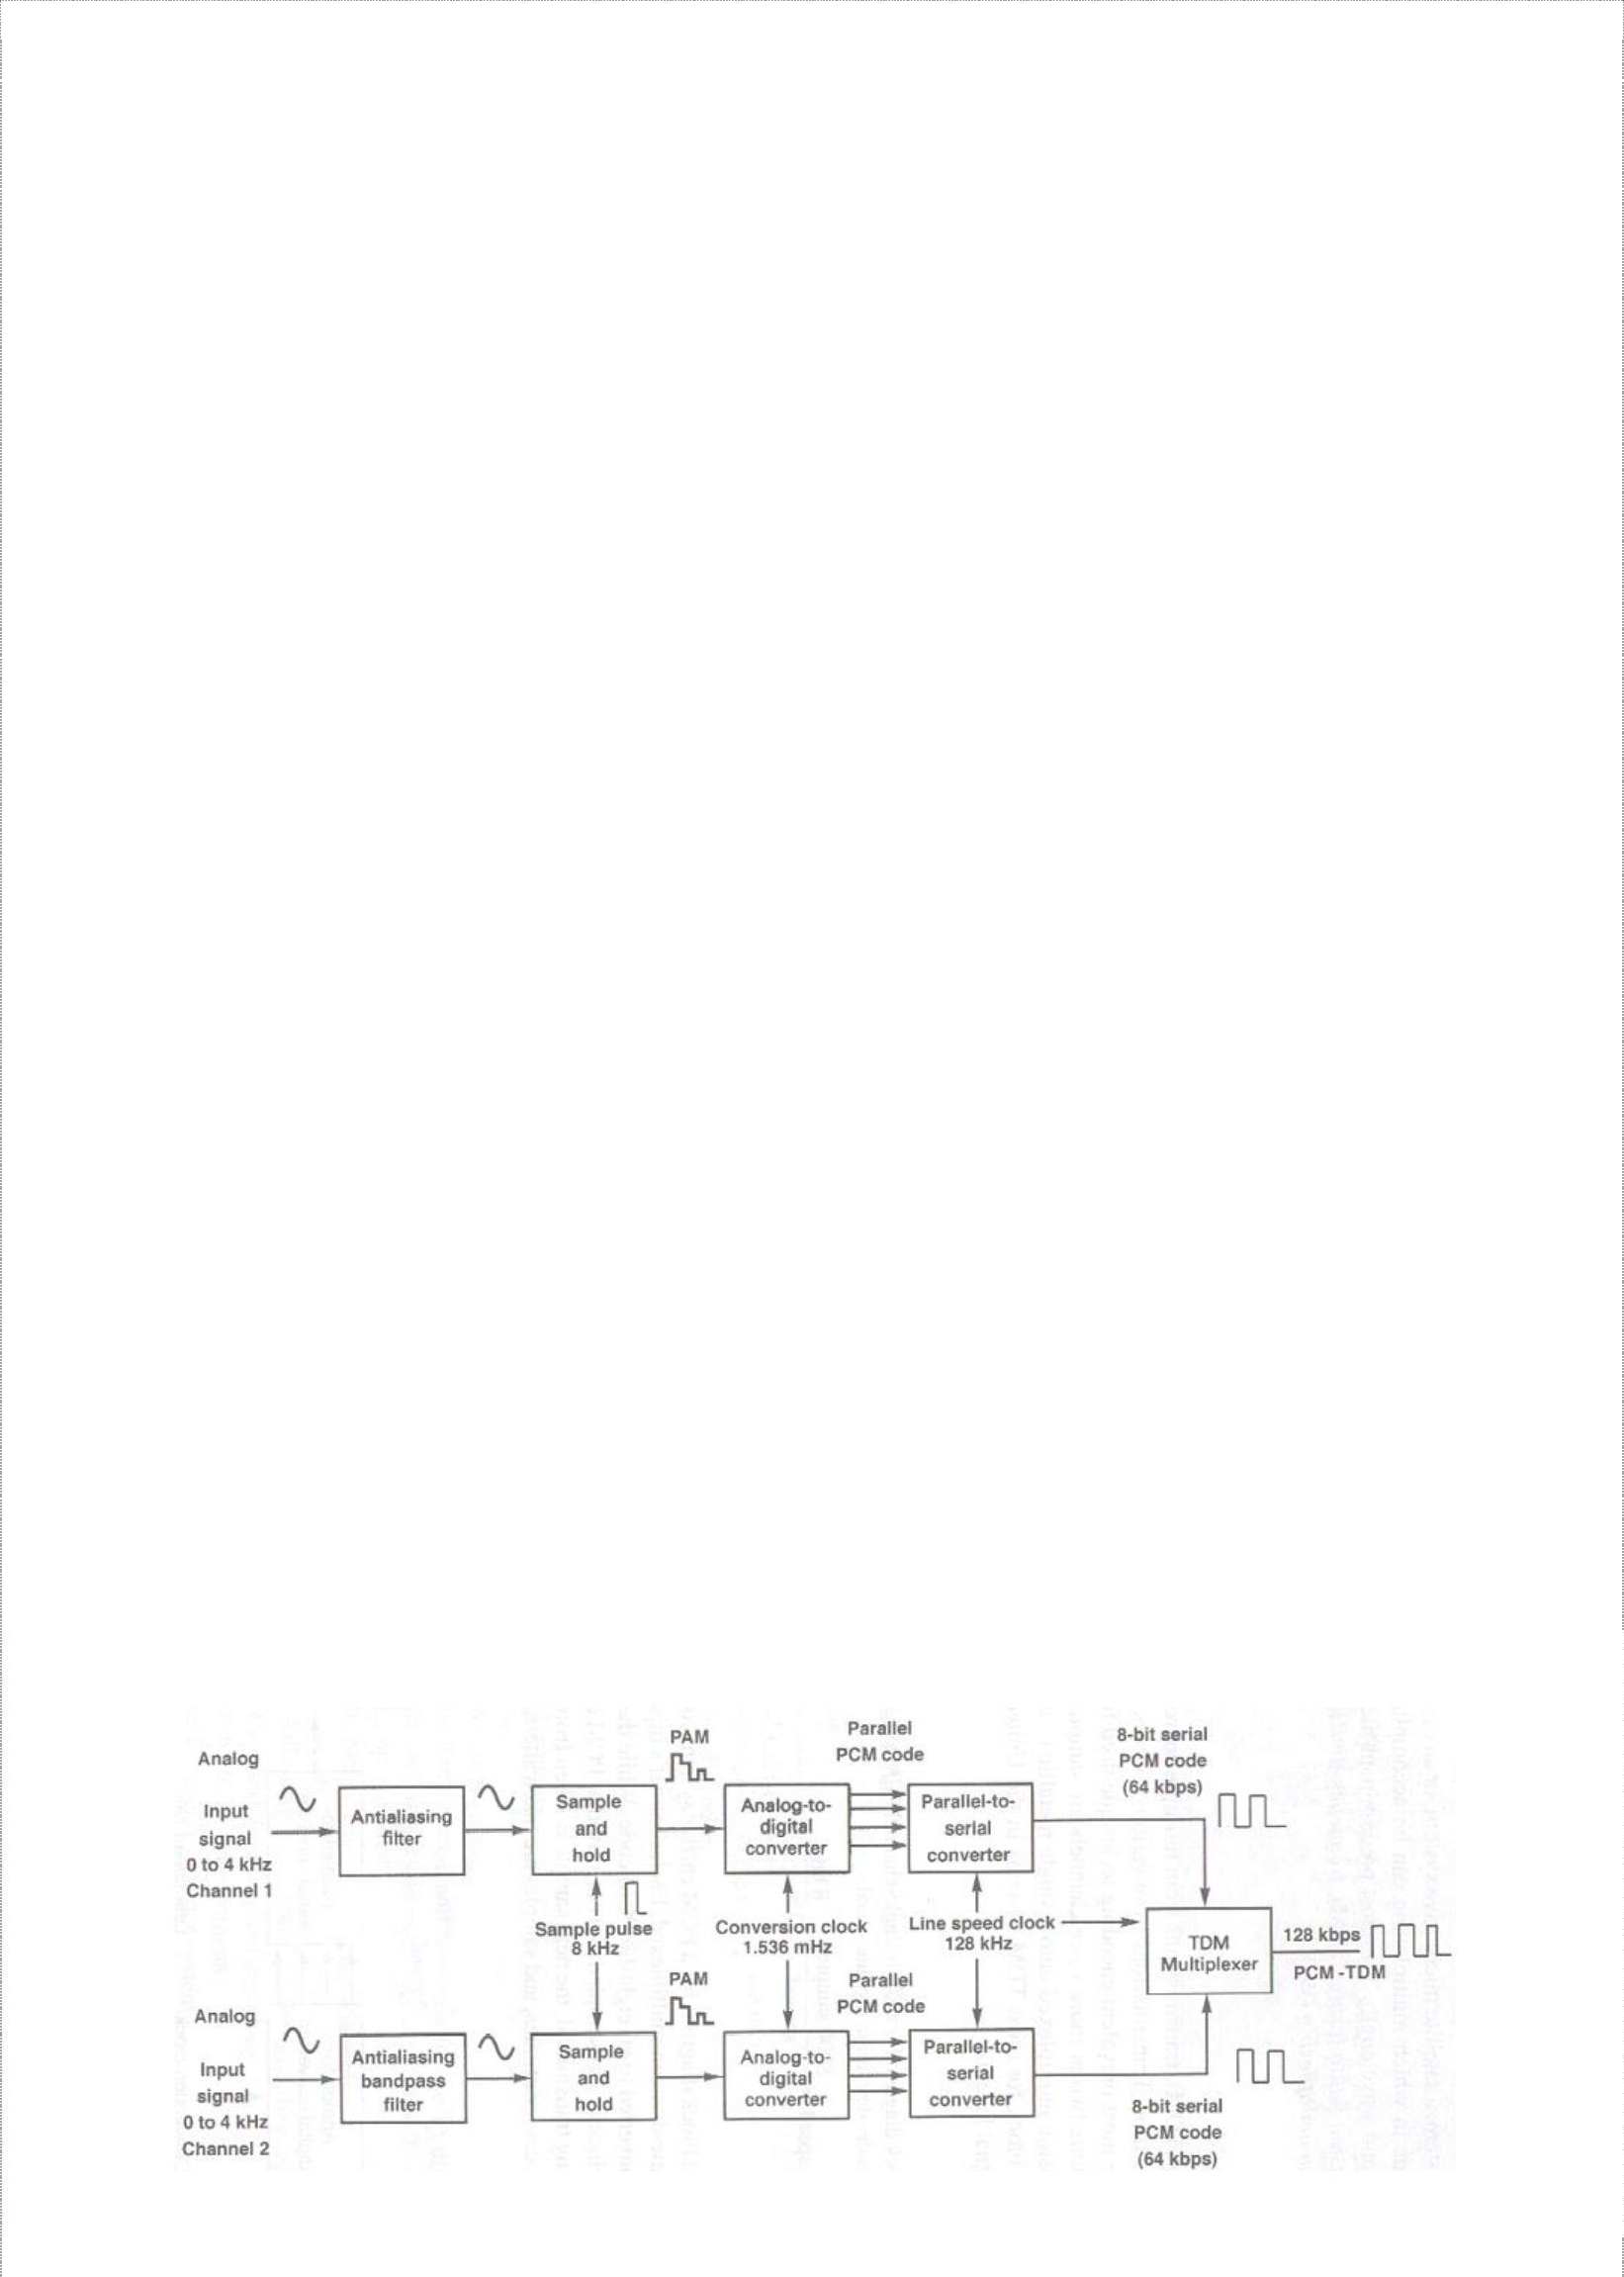 Analog
Input
signal
0 to 4 kHz
Channel 1
Antialiasing
filter
Sample
and
hold
PAM
Analog-to-
digital
converter
Parallel
PCM code
Parallel-to-
serial
converter
8-bit serial
PCM code
(64 kbps)
Sample pulse
8 kHz
Conversion clock
1.536 mHz
Line speed clock
128 kHz
TDM
Multiplexer
128 kbps
PCM-TDM
Analog
Input
signal
0 to 4 kHz
Channel 2
Antialiasing
bandpass
filter
Sample
and
hold
PAM
Analog-to-
digital
converter
Parallel
PCM code
Parallel-to-
serial
converter
8-bit serial
PCM code
(64 kbps)